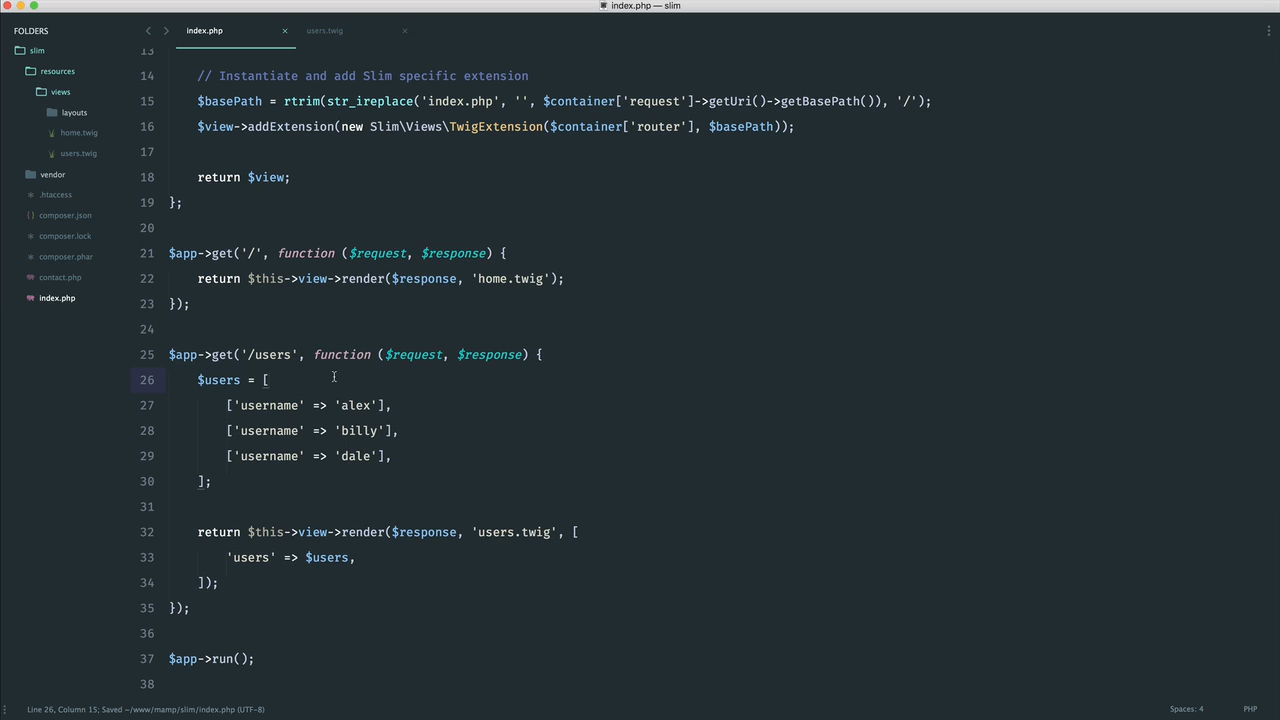 index.php — slim
FOLDERS
slim
resources
views
layouts
home.twig
users.twig
vendor
.htaccess
composer.json
composer.lock
composer.phar
contact.php
index.php
index.php
users.twig
13
14 // Instantiate and add Slim specific extension
15 $basePath = rtrim(str_ireplace('index.php', '', $container['request']->getUri()->getBasePath()), '/');
16 $view->addExtension(new Slim\Views\TwigExtension($container['router'], $basePath));
17
18 return $view;
19 };
20
21 $app->get('/', function ($request, $response) {
22 return $this->view->render($response, 'home.twig');
23 });
24
25 $app->get('/users', function ($request, $response) {
26 $users = [
27 ['username' => 'alex'],
28 ['username' => 'billy'],
29 ['username' => 'dale'],
30 ];
31
32 return $this->view->render($response, 'users.twig', [
33 'users' => $users,
34 ]);
35 });
36
37 $app->run();
38
Line 26, Column 15; Saved ~/www/mamp/slim/index.php (UTF-8)
Spaces: 4
PHP